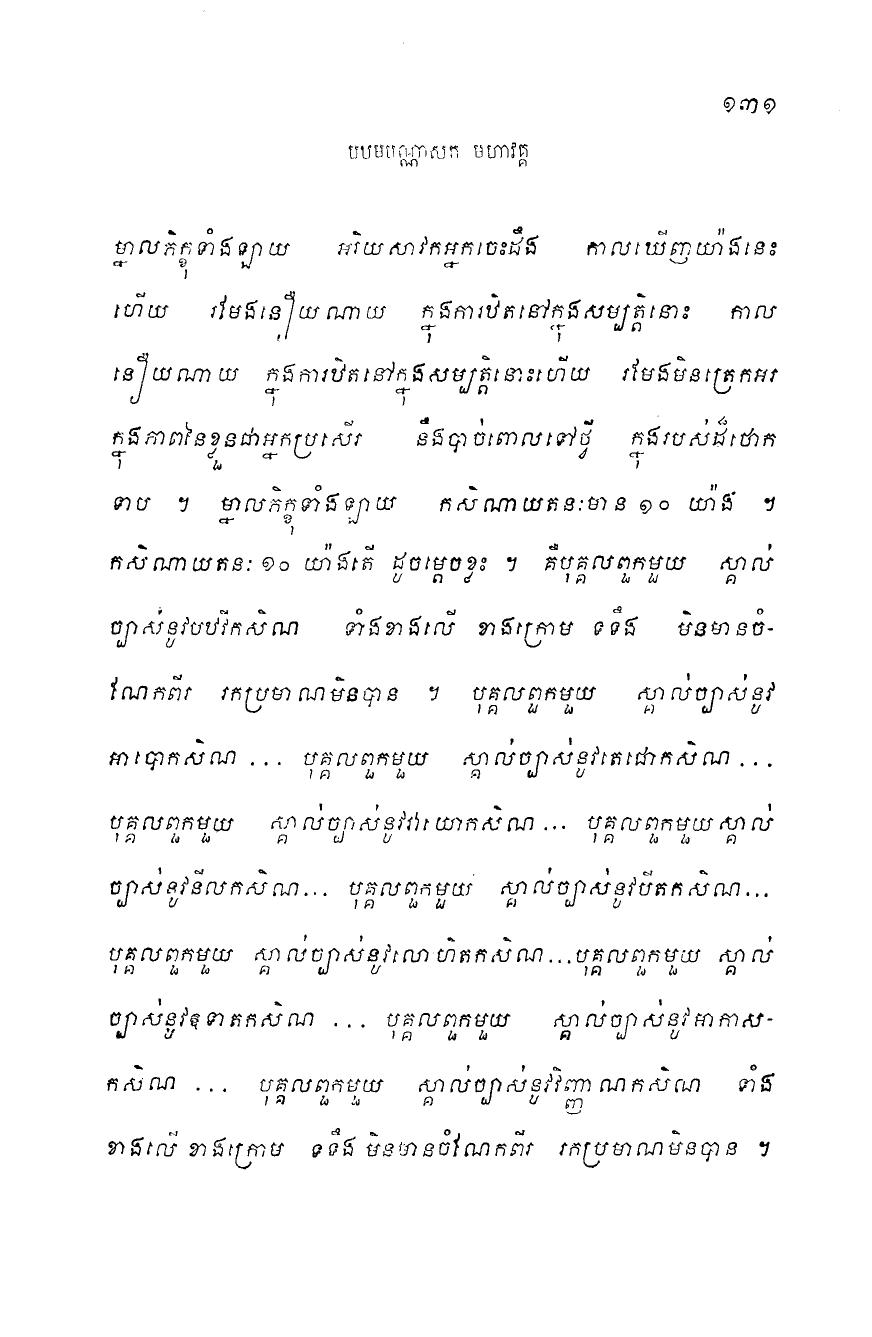 ១៣១
បឋមបណ្ណាសក មហាវគ្គ
ម្នាលភិក្ខុទាំងឡាយ អរិយសាវកអ្នកចេះដឹង កាលឃើញយ៉ាងនេះ
ហើយ រមែងនឿយណាយ ក្នុងការឋិតនៅក្នុងសម្បត្តិនោះ កាល
នឿយណាយ ក្នុងការឋិតនៅក្នុងសម្បត្តិនោះហើយ រមែងមិនត្រេកអរ
ក្នុងភាពនៃខ្លួនជាអ្នកប្រសើរ នឹងបាច់ពោលទៅថ្វី ក្នុងរបស់ដ៏ថោក
ទាប ។ ម្នាលភិក្ខុទាំងឡាយ កសិណាយតនៈមាន ១០ យ៉ាង ។
កសិណាយតនៈ ១០ យ៉ាងតើ ដូចម្តេចខ្លះ ។ គឺបុគ្គលពួកមួយ ស្គាល់
ច្បាស់នូវបឋវីកសិណ ទាំងខាងលើ ខាងក្រោម ទទឹង មិនមានចំ-
ណែកពីរ រកប្រមាណមិនបាន ។ បុគ្គលពួកមួយ ស្គាល់ច្បាស់នូវ
អាបោកសិណ ... បុគ្គលពួកមួយ ស្គាល់ច្បាស់នូវតេជោកសិណ ...
បុគ្គលពួកមួយ ស្គាល់ច្បាស់នូវវាយោកសិណ ... បុគ្គលពួកមួយ ស្គាល់
ច្បាស់នូវនីលកសិណ ... បុគ្គលពួកមួយ ស្គាល់ច្បាស់នូវបីតកសិណ ...
បុគ្គលពួកមួយ ស្គាល់ច្បាស់នូវលោហិតកសិណ ... បុគ្គលពួកមួយ ស្គាល់
ច្បាស់នូវឧទាតកសិណ ... បុគ្គលពួកមួយ ស្គាល់ច្បាស់នូវអាកាស-
កសិណ ... បុគ្គលពួកមួយ ស្គាល់ច្បាស់នូវវិញ្ញាណកសិណ ទាំង
ខាងលើ ខាងក្រោម ទទឹង មិនមានចំណែកពីរ រកប្រមាណមិនបាន ។